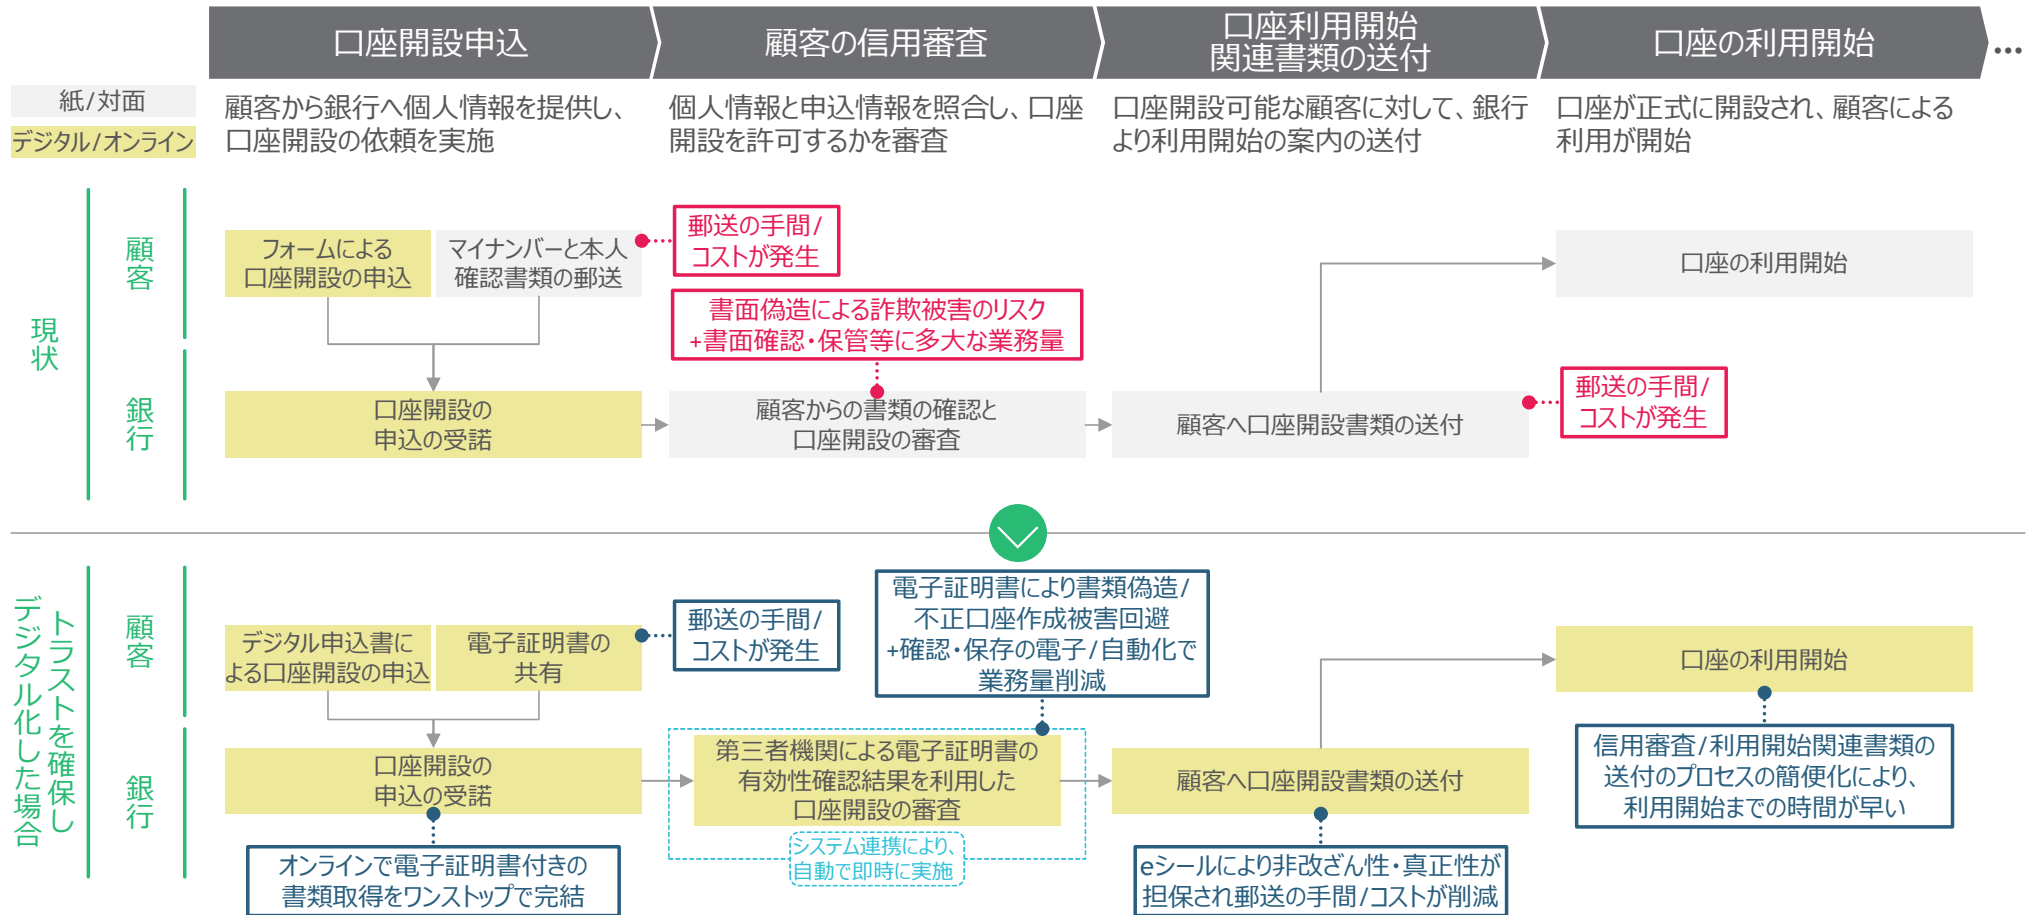 口座開設申込
顧客の信用審査
口座利用開始
関連書類の送付
口座の利用開始
…
紙/対面
デジタル/オンライン
顧客から銀行へ個人情報を提供し、
口座開設の依頼を実施
個人情報と申込情報を照合し、口座
開設を許可するかを審査
口座開設可能な顧客に対して、銀行
より利用開始の案内の送付
口座が正式に開設され、顧客による
利用が開始
現状
顧客
フォームによる
口座開設の申込
マイナンバーと本人
確認書類の郵送
郵送の手間/
コストが発生
書面偽造による詐欺被害のリスク
+書面確認・保管等に多大な業務量
口座の利用開始
銀行
口座開設の
申込の受諾
顧客からの書類の確認と
口座開設の審査
顧客へ口座開設書類の送付
郵送の手間/
コストが発生
トラストを確保し
デジタル化した場合
顧客
デジタル申込書に
よる口座開設の申込
電子証明書の
共有
郵送の手間/
コストが発生
電子証明書により書類偽造/
不正口座作成被害回避
+確認・保存の電子/自動化で
業務量削減
口座の利用開始
信用審査/利用開始関連書類の
送付のプロセスの簡便化により、
利用開始までの時間が早い
銀行
口座開設の
申込の受諾
第三者機関による電子証明書の
有効性確認結果を利用した
口座開設の審査
顧客へ口座開設書類の送付
システム連携により、
自動で即時に実施
オンラインで電子証明書付きの
書類取得をワンストップで完結
eシールにより非改ざん性・真正性が
担保され郵送の手間/コストが削減